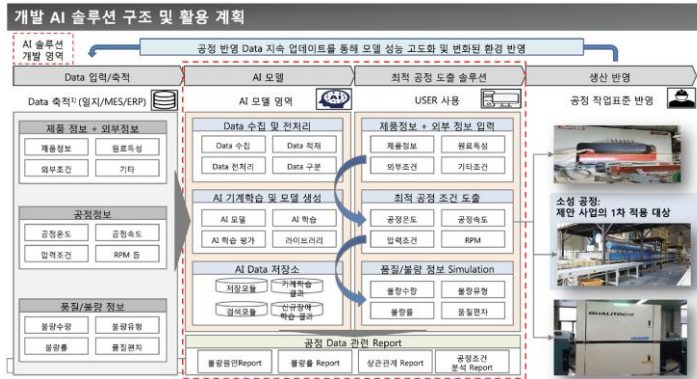 개발 AI 솔루션 구조 및 활용 계획
AI 솔루션
개발 영역
공정 반영 Data 지속 업데이트를 통해 모델 성능 고도화 및 변화된 환경 반영
Data 입력/축적
AI 모델
최적 공정 도출 솔루션
생산 반영
Data 축적1) (일지/MES/ERP)
AI 모델 영역
USER 사용
공정 작업표준 반영
제품 정보 + 외부정보
제품정보
원료특성
외부조건
기타
공정정보
공정온도
공정속도
입력조건
RPM 등
품질/불량 정보
불량수량
불량유형
불량률
품질편차
Data 수집 및 전처리
Data 수집
Data 적재
Data 전처리
Data 구분
AI 기계학습 및 모델 생성
AI 모델
AI 학습
AI 학습 평가
라이브러리
AI Data 저장소
저장모듈
기계학습
결과
검색모듈
신규장애
학습 결과
제품정보 + 외부 정보 입력
제품정보
원료특성
외부조건
기타조건
최적 공정 조건 도출
공정온도
공정속도
입력조건
RPM
품질/불량 정보 Simulation
불량수량
불량유형
불량률
품질편차
공정 Data 관련 Report
불량원인Report
불량률 Report
상관관계 Report
공정조건
분석 Report
소성 공정:
제안 사업의 1차 적용 대상
QUALITRON